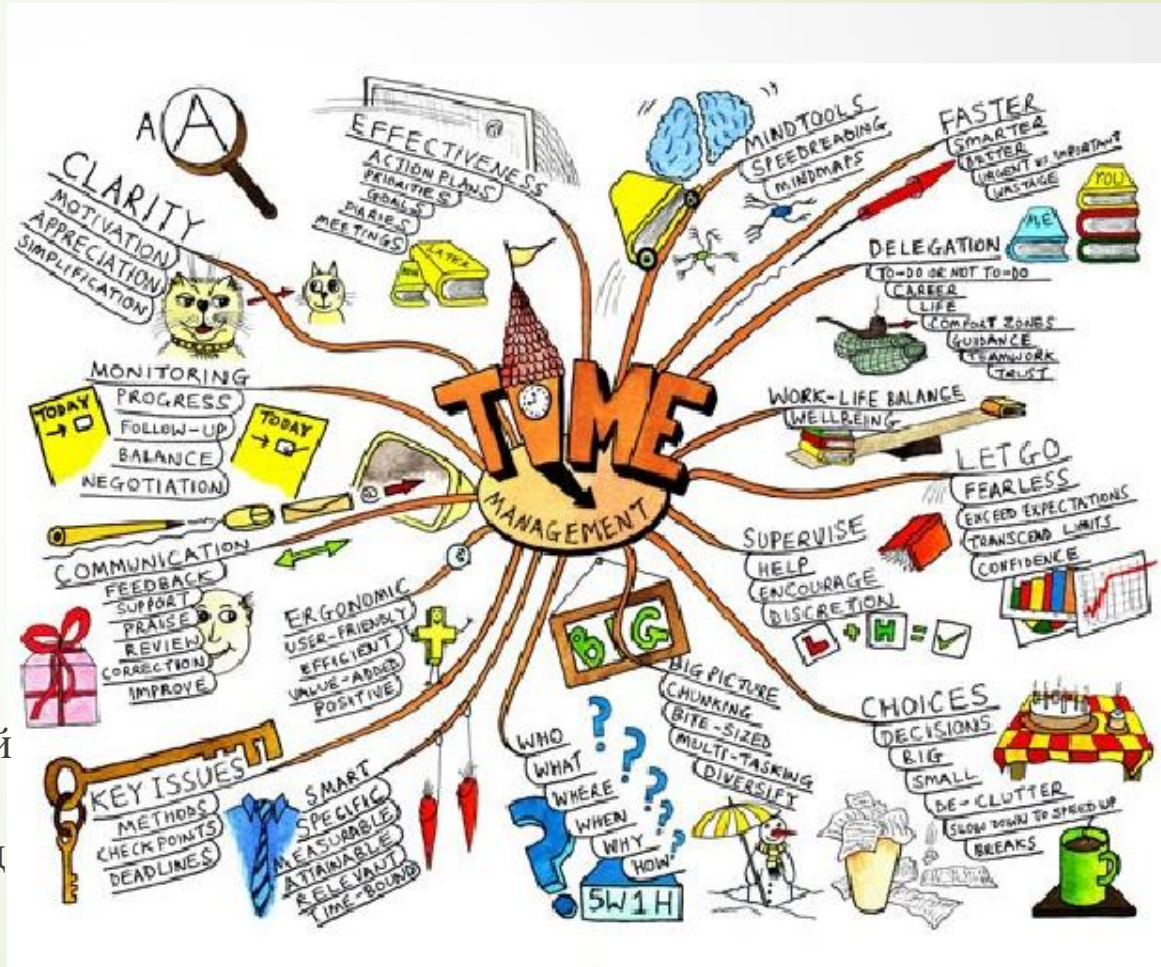 A A
CLARITY
MOTIVATION
APPRECIATION
SIMPLIFICATION
EFFECTIVENESS
ACTION PLANS
PRIORITIES
GOALS
DIARIES
MEETINGS
NOW
LATER
MINDTOOLS
SPEEDREADING
MINDMAPS
FASTER
SMARTER
BETTER
URGENT vs IMPORTANT
WASTAGE
YOU
ME
DELEGATION
TO-DO OR NOT TO-DO
CAREER
LIFE
COMFORT ZONES
GUIDANCE
TEAMWORK
TRUST
MONITORING
PROGRESS
FOLLOW-UP
BALANCE
NEGOTIATION
TODAY
TODAY
TIME
MANAGEMENT
WORK-LIFE BALANCE
WELLBEING
LET GO
FEARLESS
EXCEED EXPECTATIONS
TRANSCEND LIMITS
CONFIDENCE
@
COMMUNICATION
FEEDBACK
SUPPORT
PRAISE
REVIEW
CORRECTION
IMPROVE
ERGONOMIC
USER-FRIENDLY
EFFICIENT
VALUE-ADDED
POSITIVE
SUPERVISE
HELP
ENCOURAGE
DISCRETION
L + H = ✓
BIG
BIG PICTURE
CHUNKING
BITE-SIZED
MULTI-TASKING
DIVERSIFY
CHOICES
DECISIONS
BIG
SMALL
DE-CLUTTER
SLOW DOWN TO SPEED UP
BREAKS
й
KEY ISSUES
METHODS
CHECKPOINTS
DEADLINES
SMART
SPECIFIC
MEASURABLE
ATTAINABLE
RELEVANT
TIME-BOUND
WHO
WHAT
WHERE
WHEN
WHY
HOW
? ? ? ? ? ?
?
5W1H